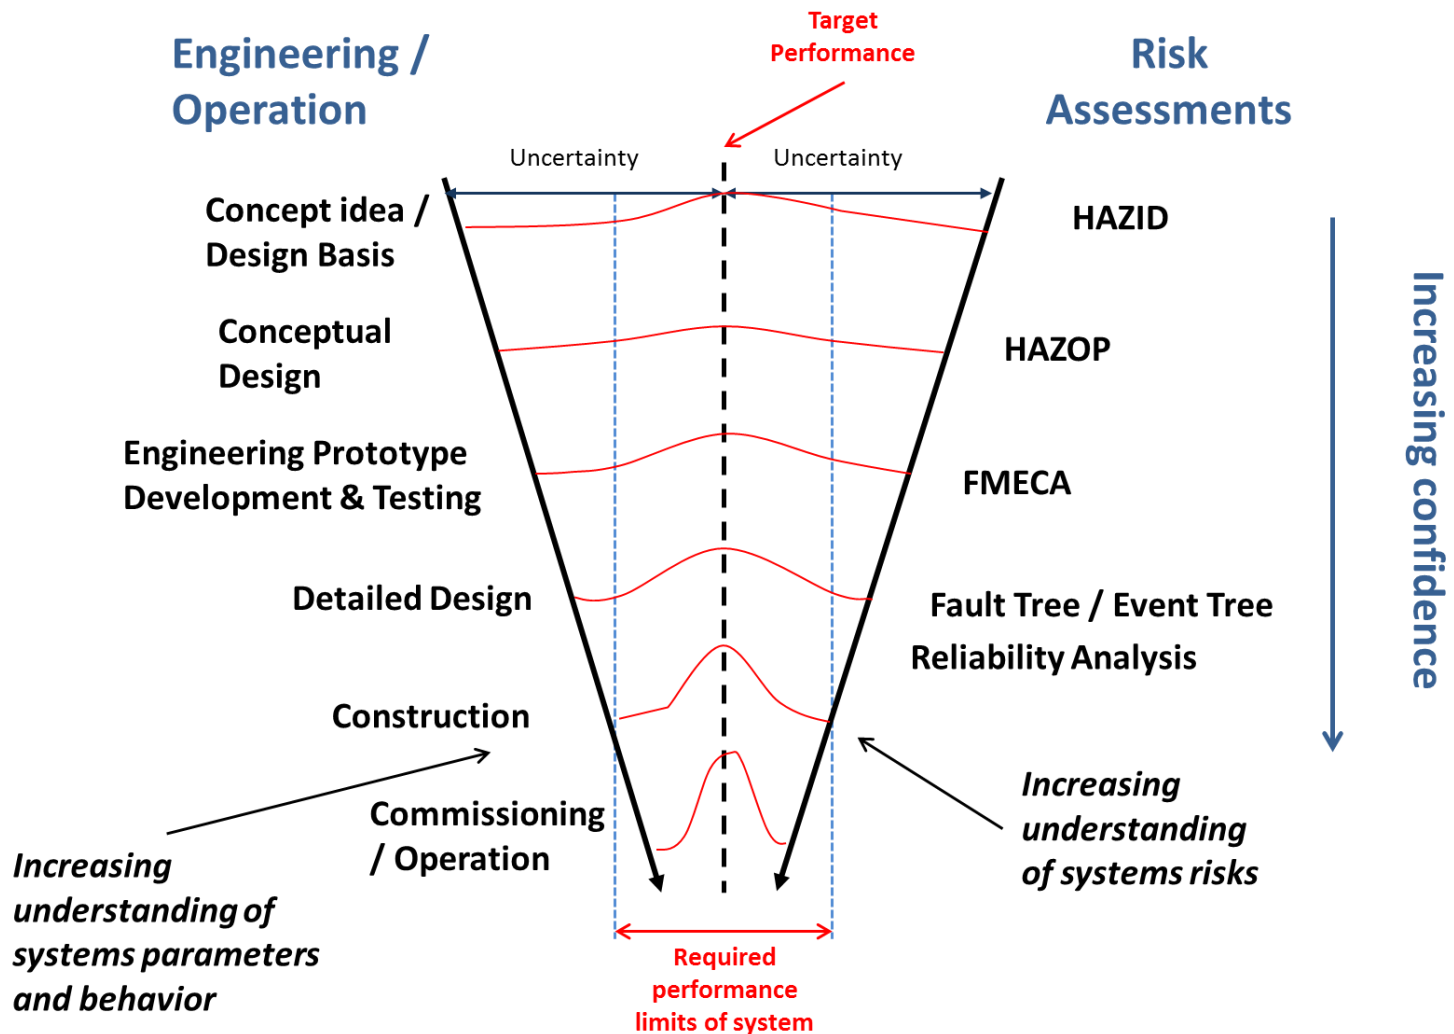 Engineering /
Operation
Target
Performance
Risk
Assessments
Uncertainty
Uncertainty
Concept idea /
Design Basis
HAZID
Conceptual
Design
HAZOP
Engineering Prototype
Development & Testing
FMECA
Detailed Design
Fault Tree / Event Tree
Reliability Analysis
Construction
Commissioning
/ Operation
Increasing confidence
Increasing
understanding of
systems parameters
and behavior
Increasing
understanding
of systems risks
Required
performance
limits of system